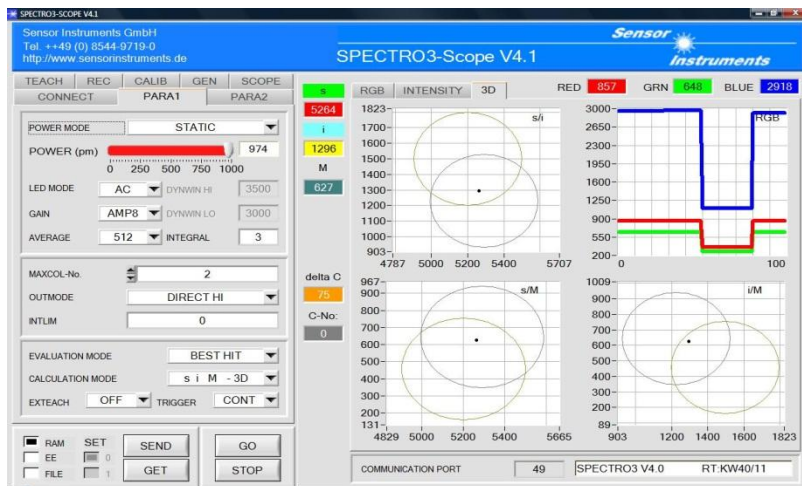 SPECTRO3-SCOPE V4.1
Sensor Instruments GmbH
Tel. ++49 (0) 8544-9719-0
http://www.sensorinstruments.de
SPECTRO3-Scope V4.1
Sensor
Instruments
TEACH REC CALIB GEN SCOPE
CONNECT PARA1 PARA2
POWER MODE STATIC
POWER (pm) 974
0 250 500 750 1000
LED MODE AC DYNWIN HI 3500
GAIN AMP8 DYNWIN LO 3000
AVERAGE 512 INTEGRAL 3
MAXCOL-No. 2
OUTMODE DIRECT HI
INTLIM 0
EVALUATION MODE BEST HIT
CALCULATION MODE s i M - 3D
EXTEACH OFF TRIGGER CONT
RAM SET SEND GO
EE 0
FILE 1 GET STOP
s
5264
i
1296
M
627
delta C
75
C-No:
0
RGB INTENSITY 3D RED 857 GRN 648 BLUE 2918
s/i
1823
1700
1600
1500
1400
1300
1200
1100
1000
903
4787 5000 5200 5400 5707
RGB
3000
2650
2300
1950
1600
1250
900
550
200
0 100
s/M
967
900
800
700
600
500
400
300
200
131
4829 5000 5200 5400 5665
i/M
1009
900
800
700
600
500
400
300
200
89
903 1200 1400 1600 1823
COMMUNICATION PORT 49 SPECTRO3 V4.0 RT:KW40/11